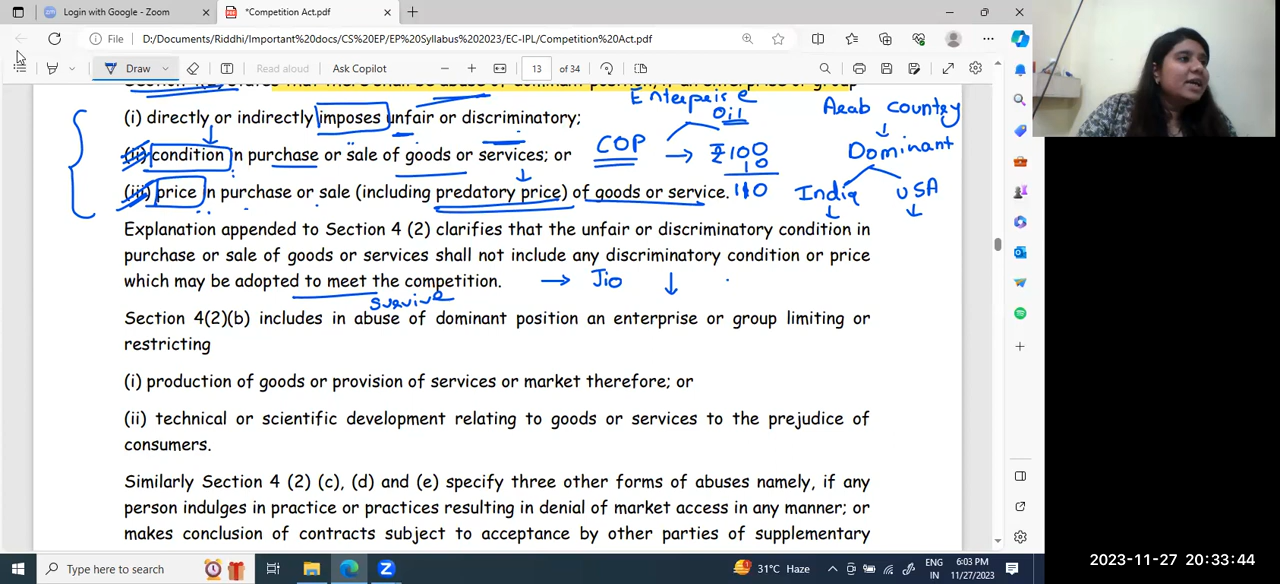 Login with Google - Zoom
*Competition Act.pdf
File
D:/Documents/Riddhi/Important docs/CS EP/EP Syllabus 2023/EC-IPL/Competition Act.pdf
Draw
Read aloud
Ask Copilot
13
of 34
Enterprise
(i) directly or indirectly imposes unfair or discriminatory;
Oil
Arab country
(ii) condition in purchase or sale of goods or services; or
COP
₹100
10
Dominant
(iii) price in purchase or sale (including predatory price) of goods or service.
110
India
USA
Explanation appended to Section 4 (2) clarifies that the unfair or discriminatory condition in
purchase or sale of goods or services shall not include any discriminatory condition or price
which may be adopted to meet the competition.
Jio
survive
Section 4(2)(b) includes in abuse of dominant position an enterprise or group limiting or
restricting
(i) production of goods or provision of services or market therefore; or
(ii) technical or scientific development relating to goods or services to the prejudice of
consumers.
Similarly Section 4 (2) (c), (d) and (e) specify three other forms of abuses namely, if any
person indulges in practice or practices resulting in denial of market access in any manner; or
makes conclusion of contracts subject to acceptance by other parties of supplementary
Type here to search
31°C Haze
ENG
IN
6:03 PM
11/27/2023
2023-11-27 20:33:44